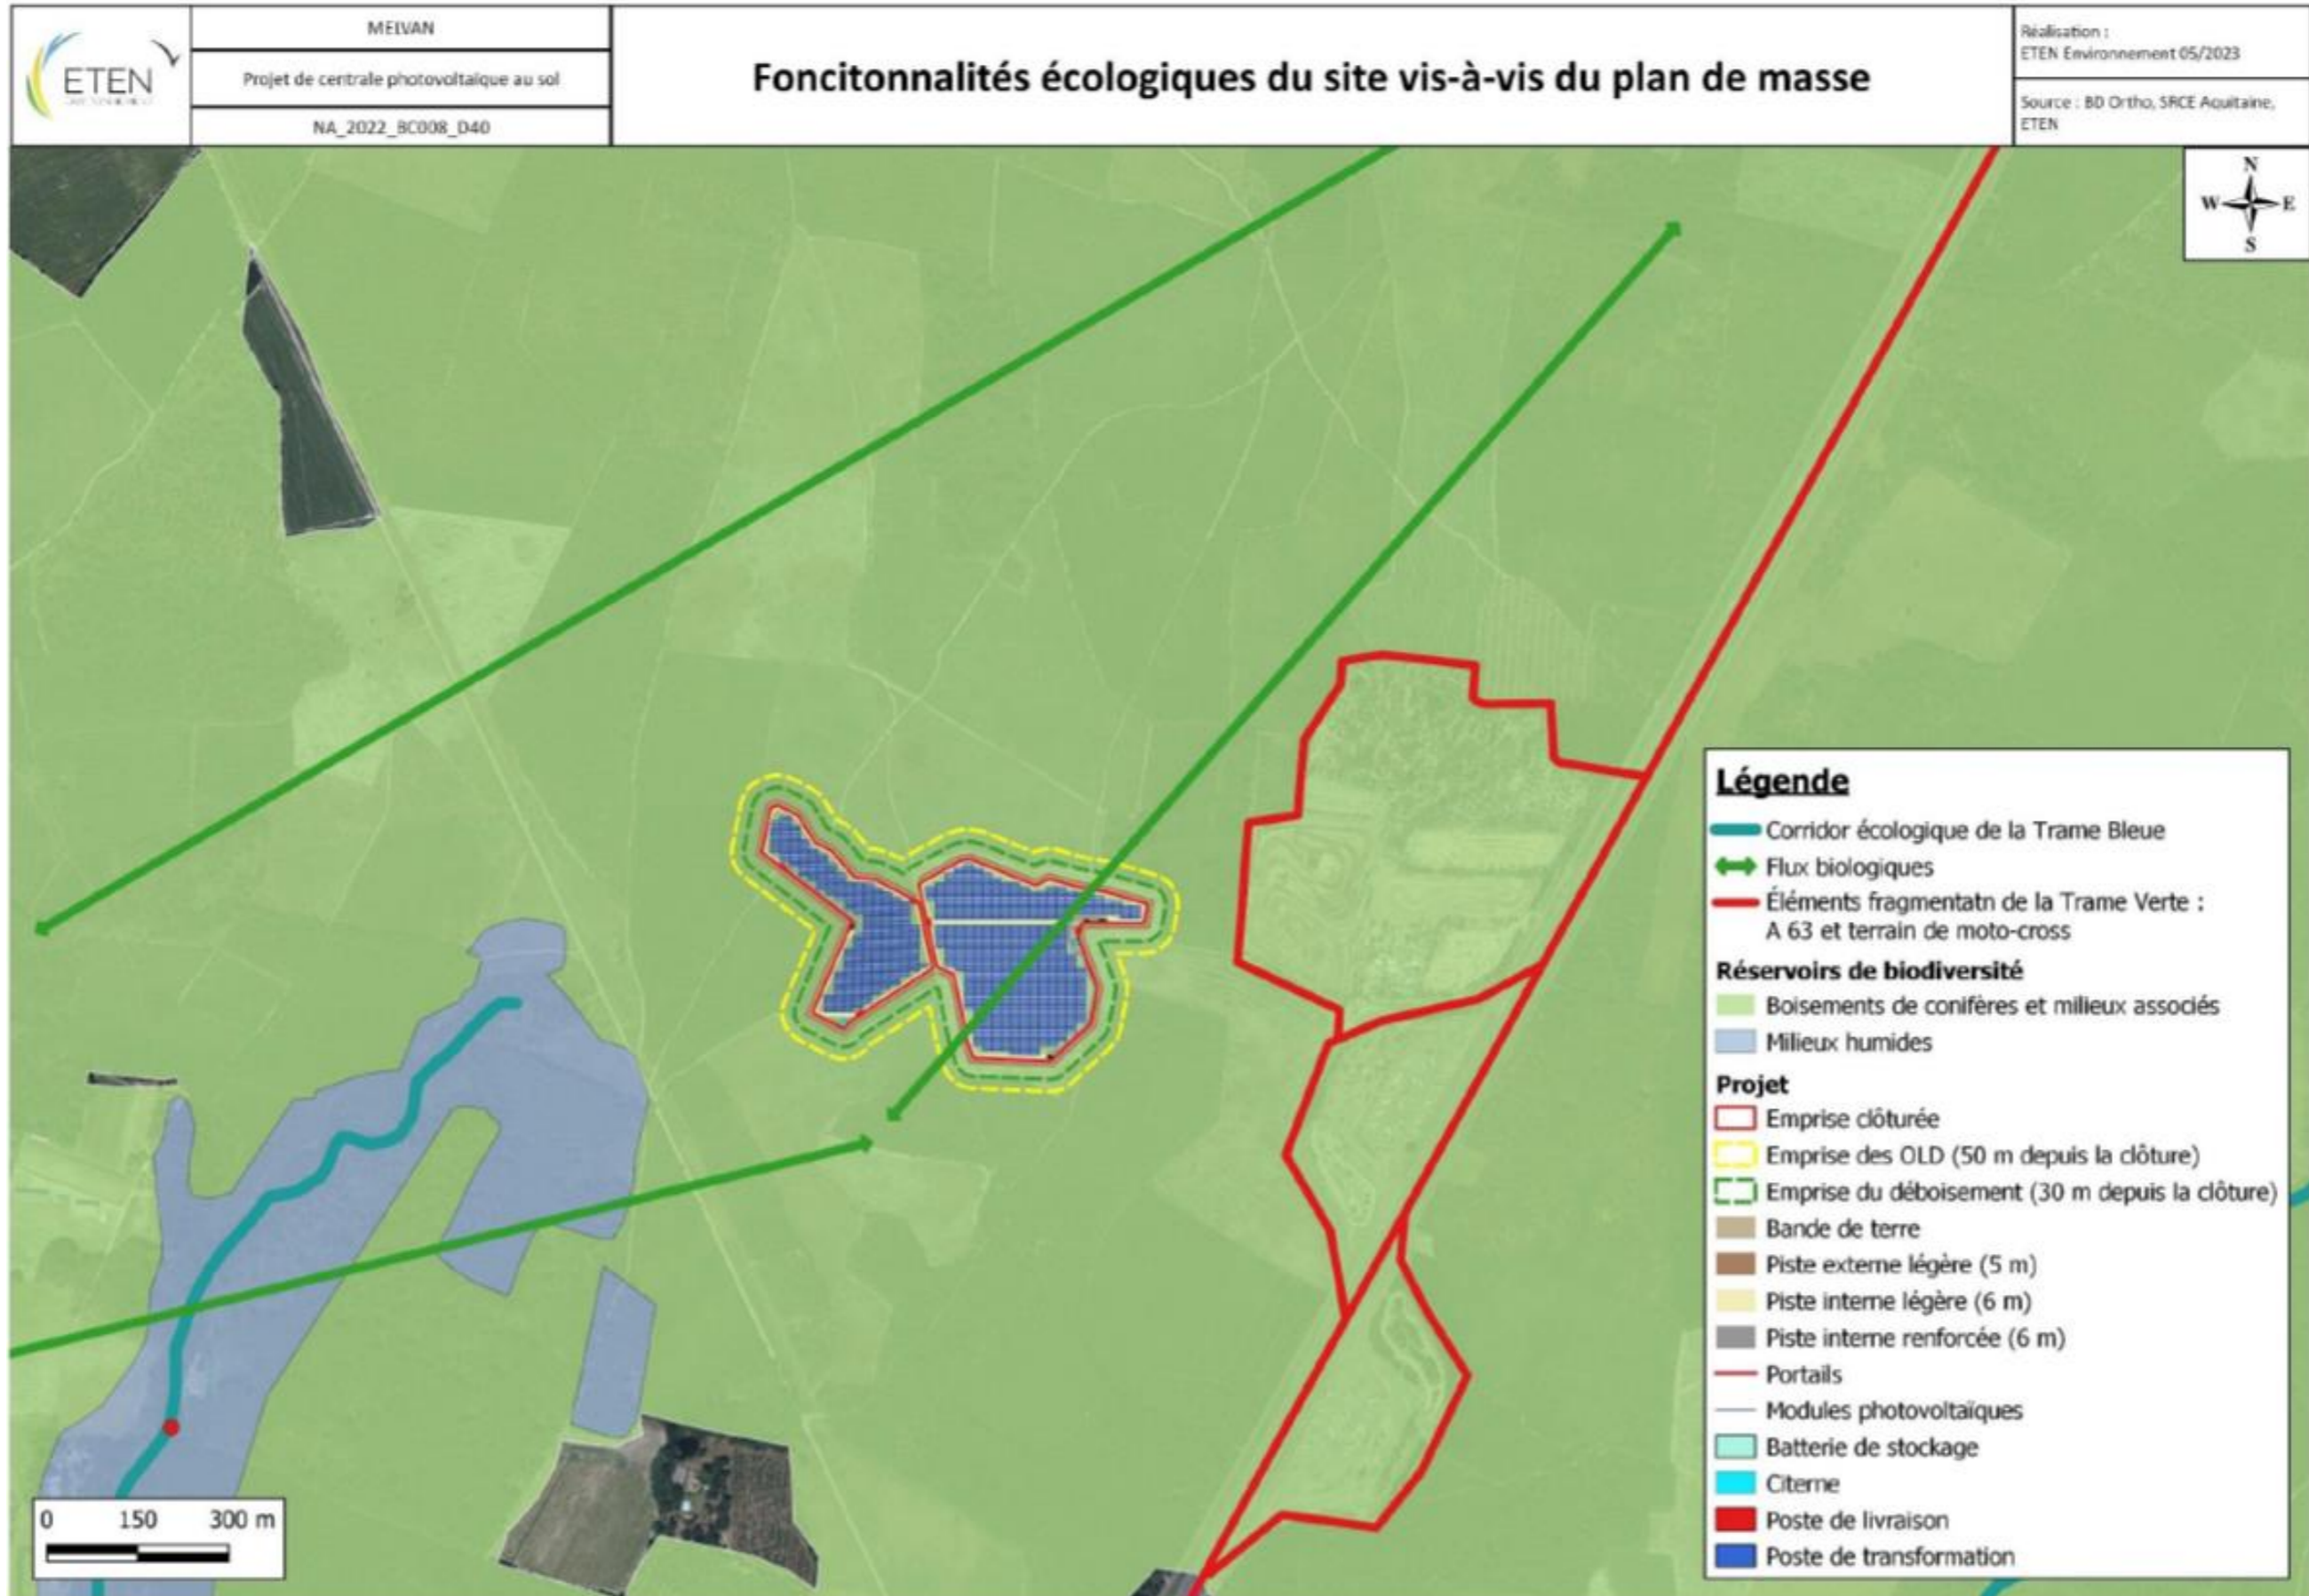 ETEN
MELVAN
Projet de centrale photovoltaïque au sol
NA_2022_BC008_D40
Foncitonnalités écologiques du site vis-à-vis du plan de masse
Réalisation :
ETEN Environnement 05/2023
Source : BD Ortho, SRCE Aquitaine,
ETEN
N
W E
S
Légende
Corridor écologique de la Trame Bleue
Flux biologiques
Éléments fragmentatn de la Trame Verte :
A 63 et terrain de moto-cross
Réservoirs de biodiversité
Boisements de conifères et milieux associés
Milieux humides
Projet
Emprise clôturée
Emprise des OLD (50 m depuis la clôture)
Emprise du déboisement (30 m depuis la clôture)
Bande de terre
Piste externe légère (5 m)
Piste interne légère (6 m)
Piste interne renforcée (6 m)
Portails
Modules photovoltaïques
Batterie de stockage
Citerne
Poste de livraison
Poste de transformation
0 150 300 m